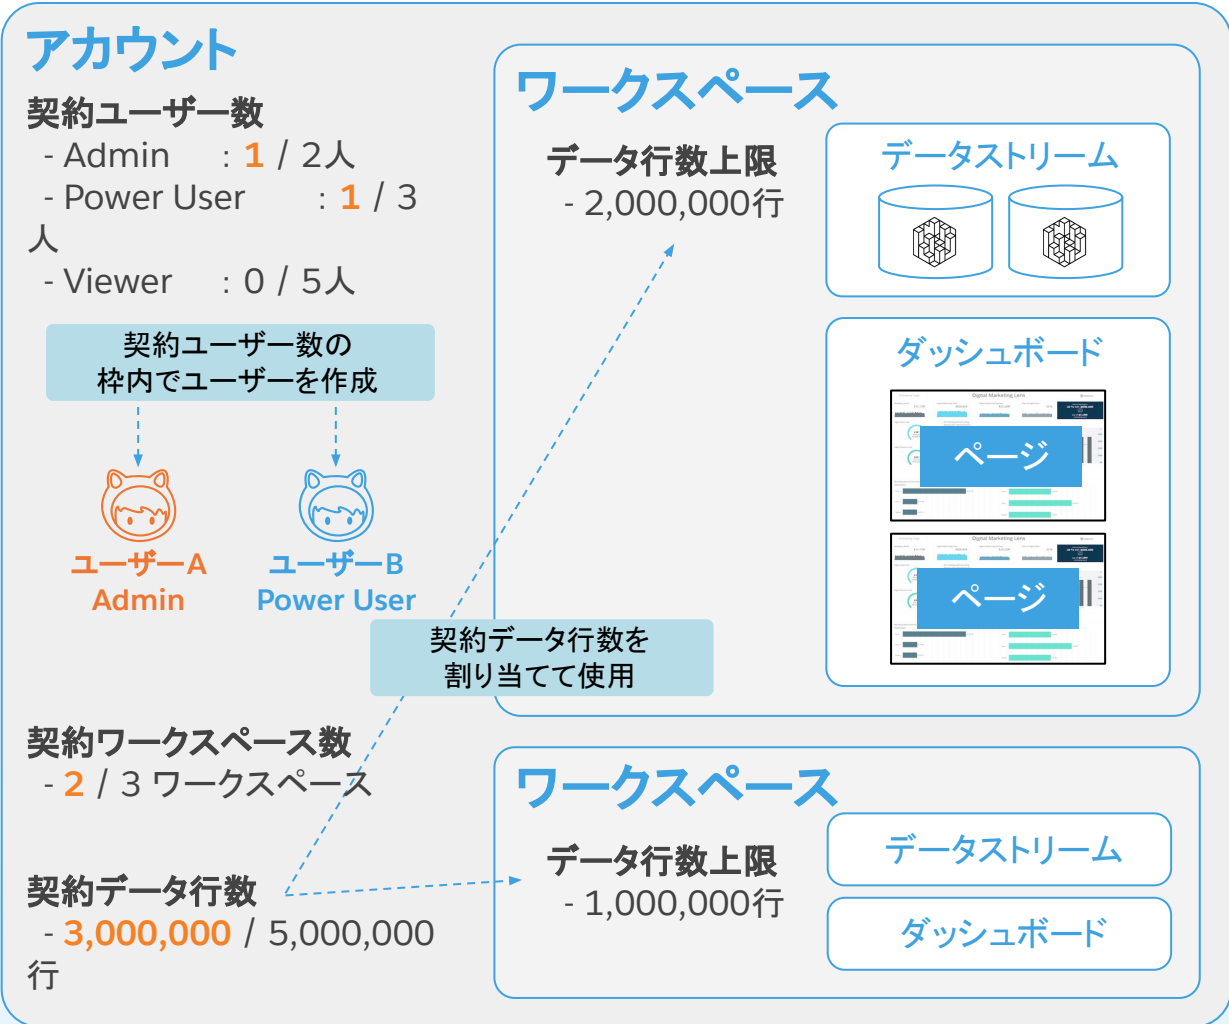 アカウント
契約ユーザー数
- Admin : 1 / 2人
- Power User : 1 / 3
人
- Viewer : 0 / 5人
契約ユーザー数の
枠内でユーザーを作成
ユーザーA
Admin
ユーザーB
Power User
契約データ行数を
割り当てて使用
契約ワークスペース数
- 2 / 3 ワークスペース
契約データ行数
- 3,000,000 / 5,000,000
行
ワークスペース
データ行数上限
- 2,000,000行
データストリーム
ダッシュボード
Digital Marketing Lens
ページ
Digital Marketing Lens
ページ
ワークスペース
データ行数上限
- 1,000,000行
データストリーム
ダッシュボード